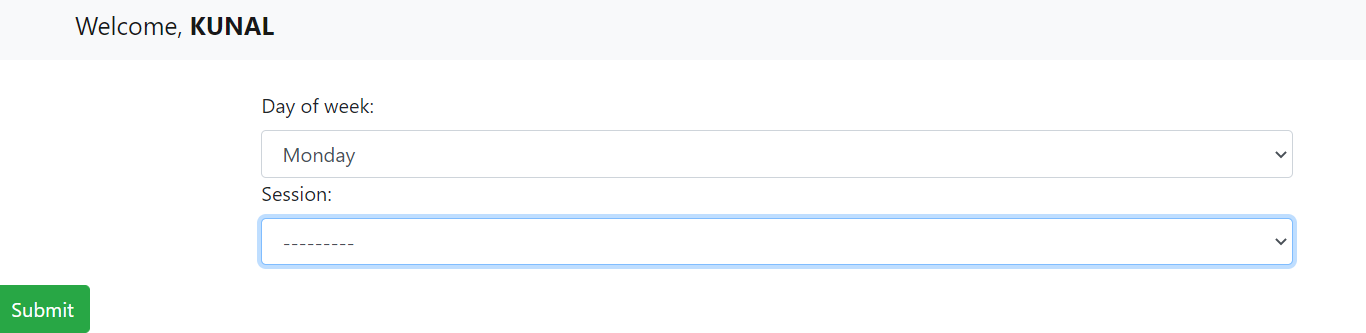 Welcome, KUNAL
Day of week:
Monday
Session:
---------
Submit